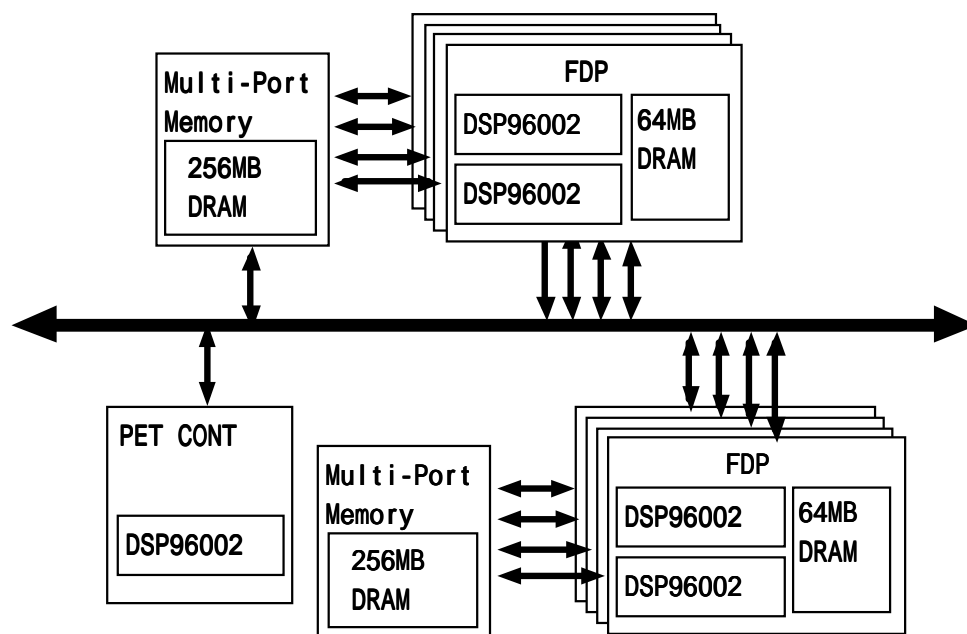 Multi-Port
Memory
256MB
DRAM
FDP
DSP96002
DSP96002
64MB
DRAM
PET CONT
DSP96002
Multi-Port
Memory
256MB
DRAM
FDP
DSP96002
DSP96002
64MB
DRAM